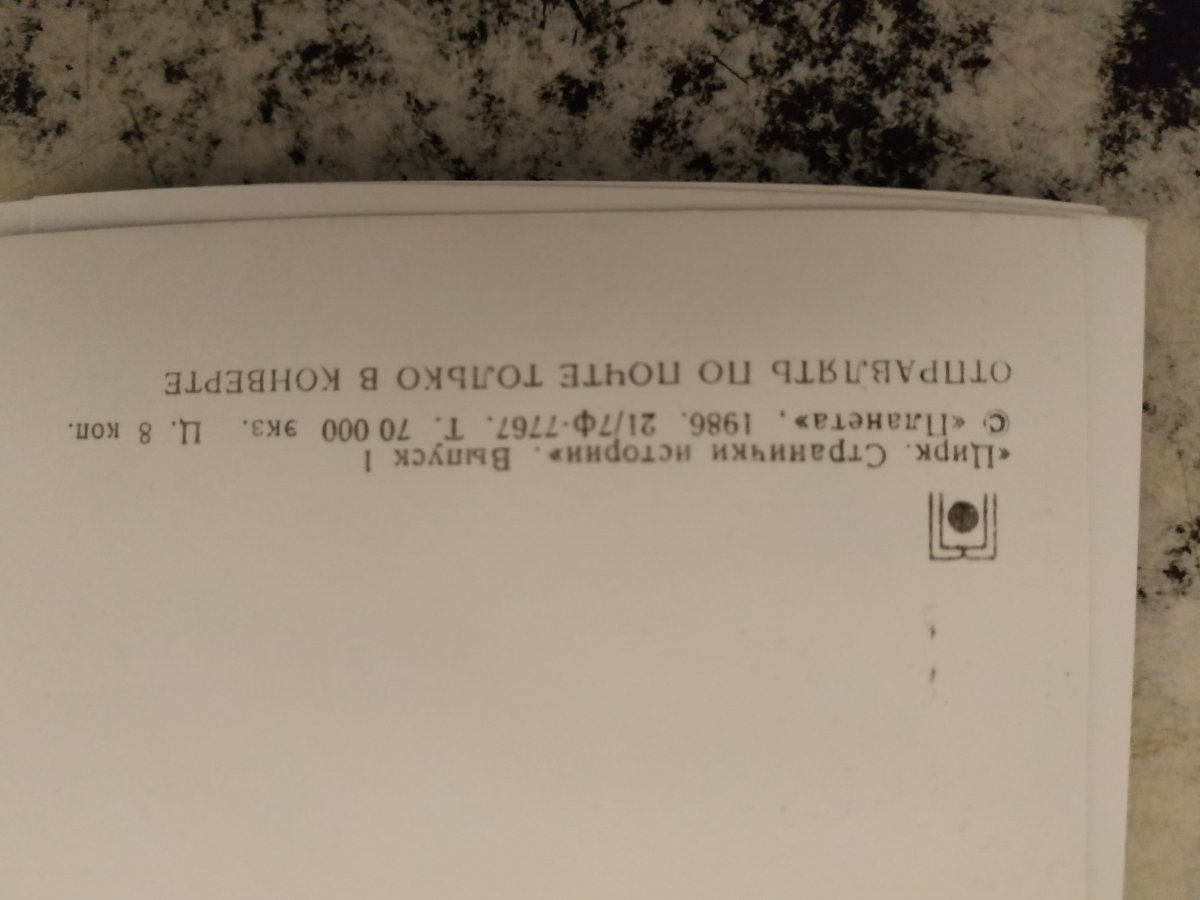 «Цирк. Странички истории». Выпуск 1
© «Планета», 1986. 21/7Ф-7767. Т. 70 000 экз. Ц. 8 коп.
ОТПРАВЛЯТЬ ПО ПОЧТЕ ТОЛЬКО В КОНВЕРТЕ